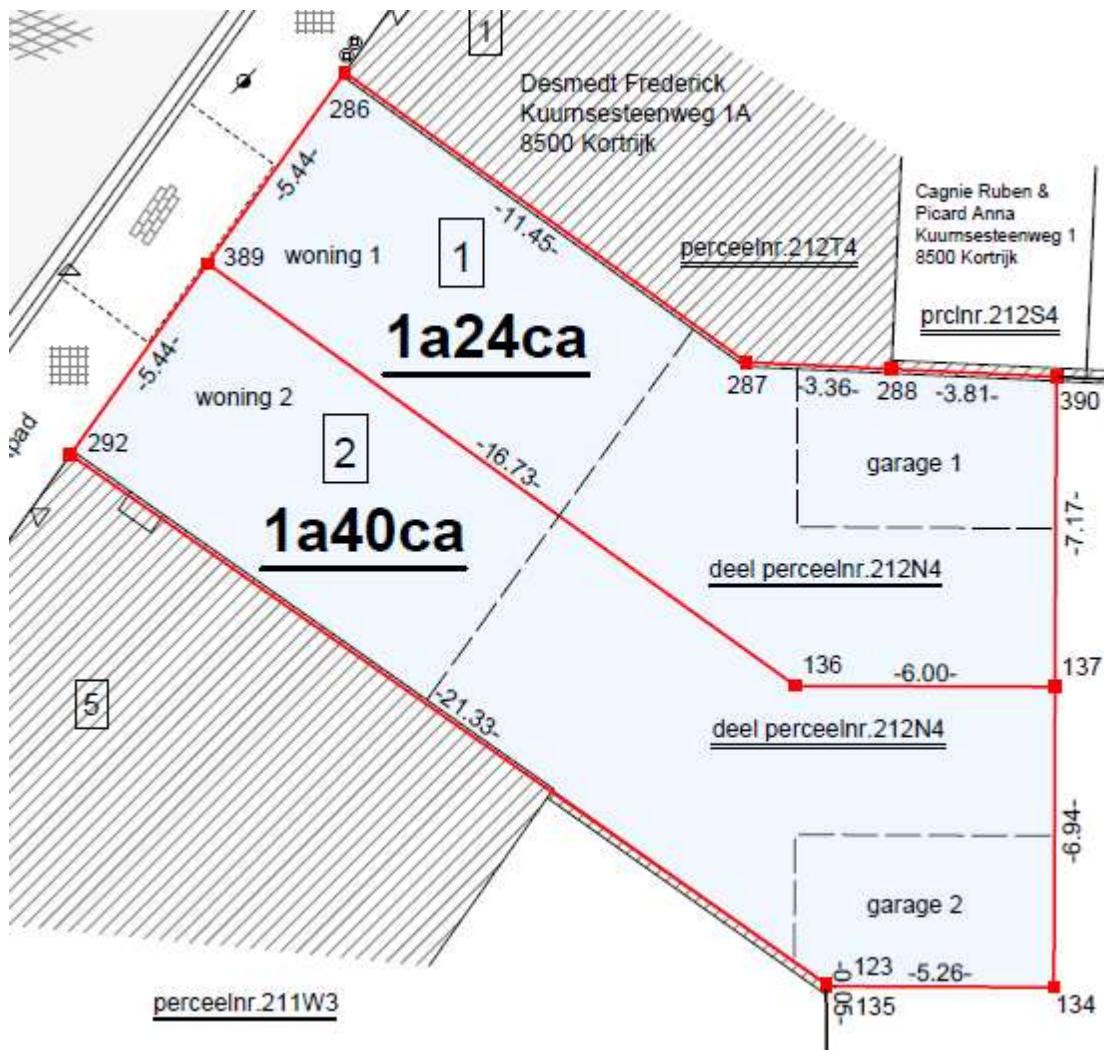 1
Desmedt Frederick
Kuurnsesteenweg 1A
8500 Kortrijk
286
-5.44-
-11.45-
Cagnie Ruben &
Picard Anna
Kuurnsesteenweg 1
8500 Kortrijk
perceelnr.212T4
prclnr.212S4
389
woning 1
1
1a24ca
287
-3.36-
288
-3.81-
390
-5.44-
woning 2
292
2
-16.73-
garage 1
1a40ca
-7.17-
deel perceelnr.212N4
136
-6.00-
137
5
-21.33-
deel perceelnr.212N4
-6.94-
garage 2
123
-5.26-
-0.05-
135
134
perceelnr.211W3